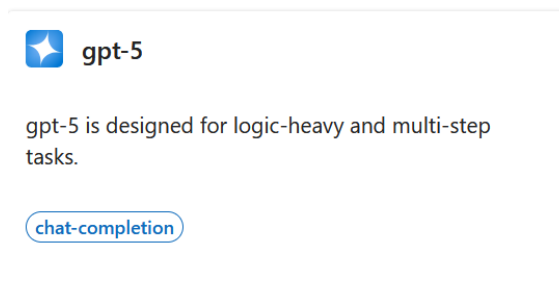 gpt-5
gpt-5 is designed for logic-heavy and multi-step
tasks.
chat-completion